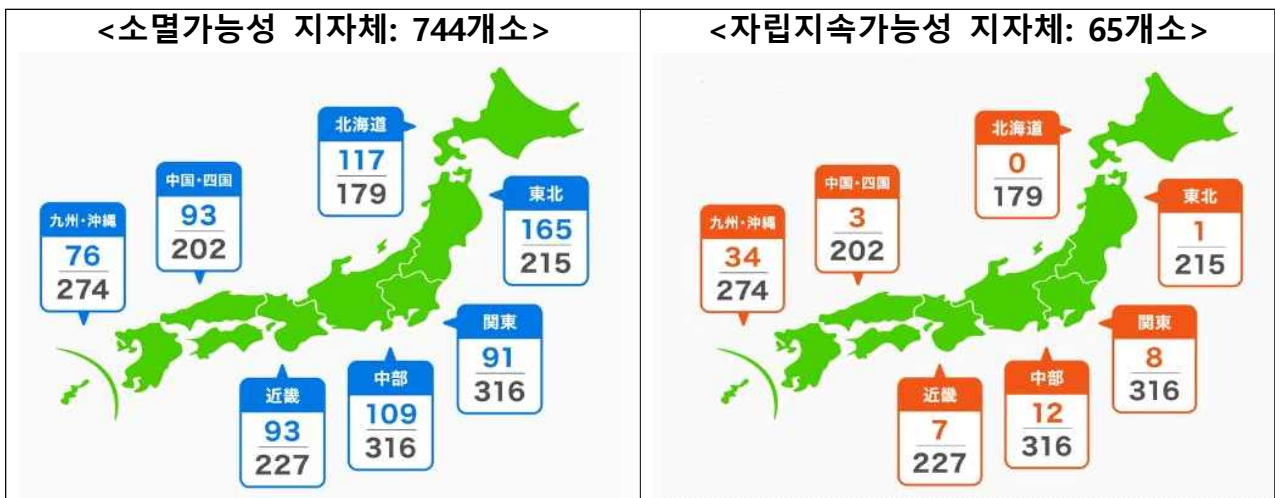 <소멸가능성 지자체: 744개소>
北海道
117
179
中国・四国
93
202
東北
165
215
九州・沖縄
76
274
関東
91
316
中部
109
316
近畿
93
227
<자립지속가능성 지자체: 65개소>
北海道
0
179
中国・四国
3
202
東北
1
215
九州・沖縄
34
274
関東
8
316
中部
12
316
近畿
7
227